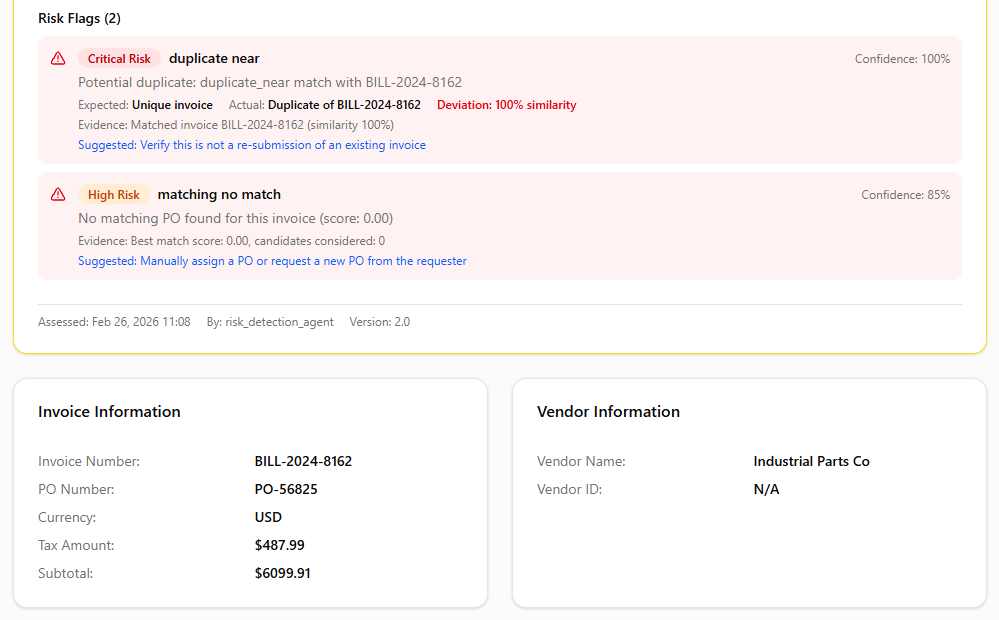 Risk Flags (2)
Critical Risk duplicate near Confidence: 100%
Potential duplicate: duplicate_near match with BILL-2024-8162
Expected: Unique invoice Actual: Duplicate of BILL-2024-8162 Deviation: 100% similarity
Evidence: Matched invoice BILL-2024-8162 (similarity 100%)
Suggested: Verify this is not a re-submission of an existing invoice
High Risk matching no match Confidence: 85%
No matching PO found for this invoice (score: 0.00)
Evidence: Best match score: 0.00, candidates considered: 0
Suggested: Manually assign a PO or request a new PO from the requester
Assessed: Feb 26, 2026 11:08 By: risk_detection_agent Version: 2.0
Invoice Information
Invoice Number: BILL-2024-8162
PO Number: PO-56825
Currency: USD
Tax Amount: $487.99
Subtotal: $6099.91
Vendor Information
Vendor Name: Industrial Parts Co
Vendor ID: N/A